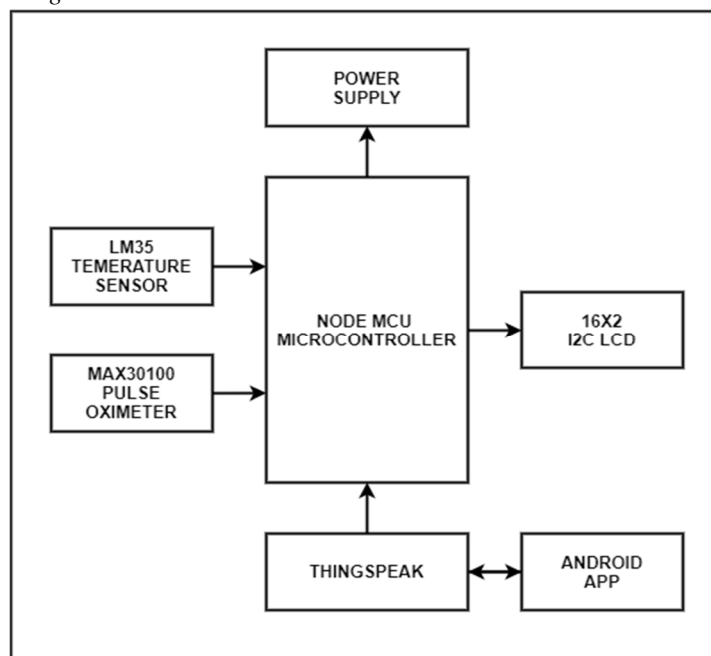 POWER
SUPPLY
LM35
TEMERATURE
SENSOR
NODE MCU
MICROCONTROLLER
16X2
I2C LCD
MAX30100
PULSE
OXIMETER
THINGSPEAK
ANDROID
APP